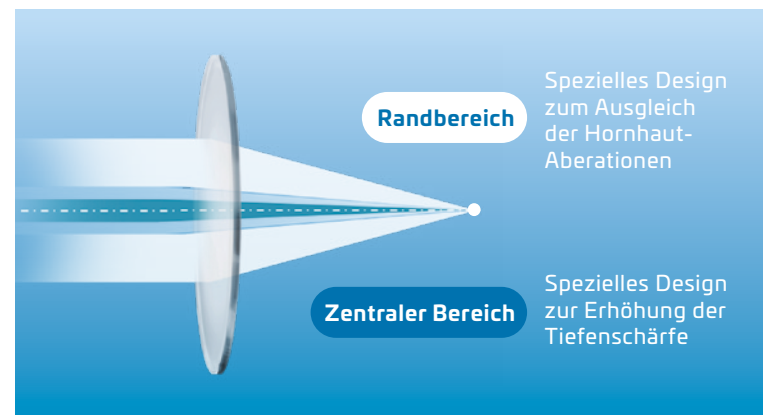 Randbereich
Spezielles Design
zum Ausgleich
der Hornhaut-
Aberationen
Zentraler Bereich
Spezielles Design
zur Erhöhung der
Tiefenschärfe